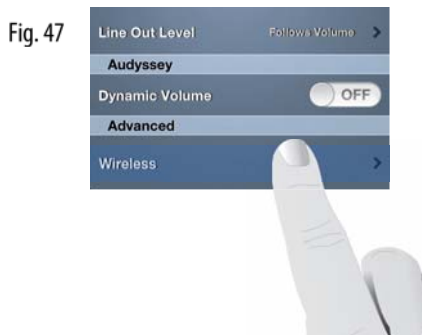 Fig. 47
Line Out Level Follows Volume >
Audyssey
Dynamic Volume OFF
Advanced
Wireless >